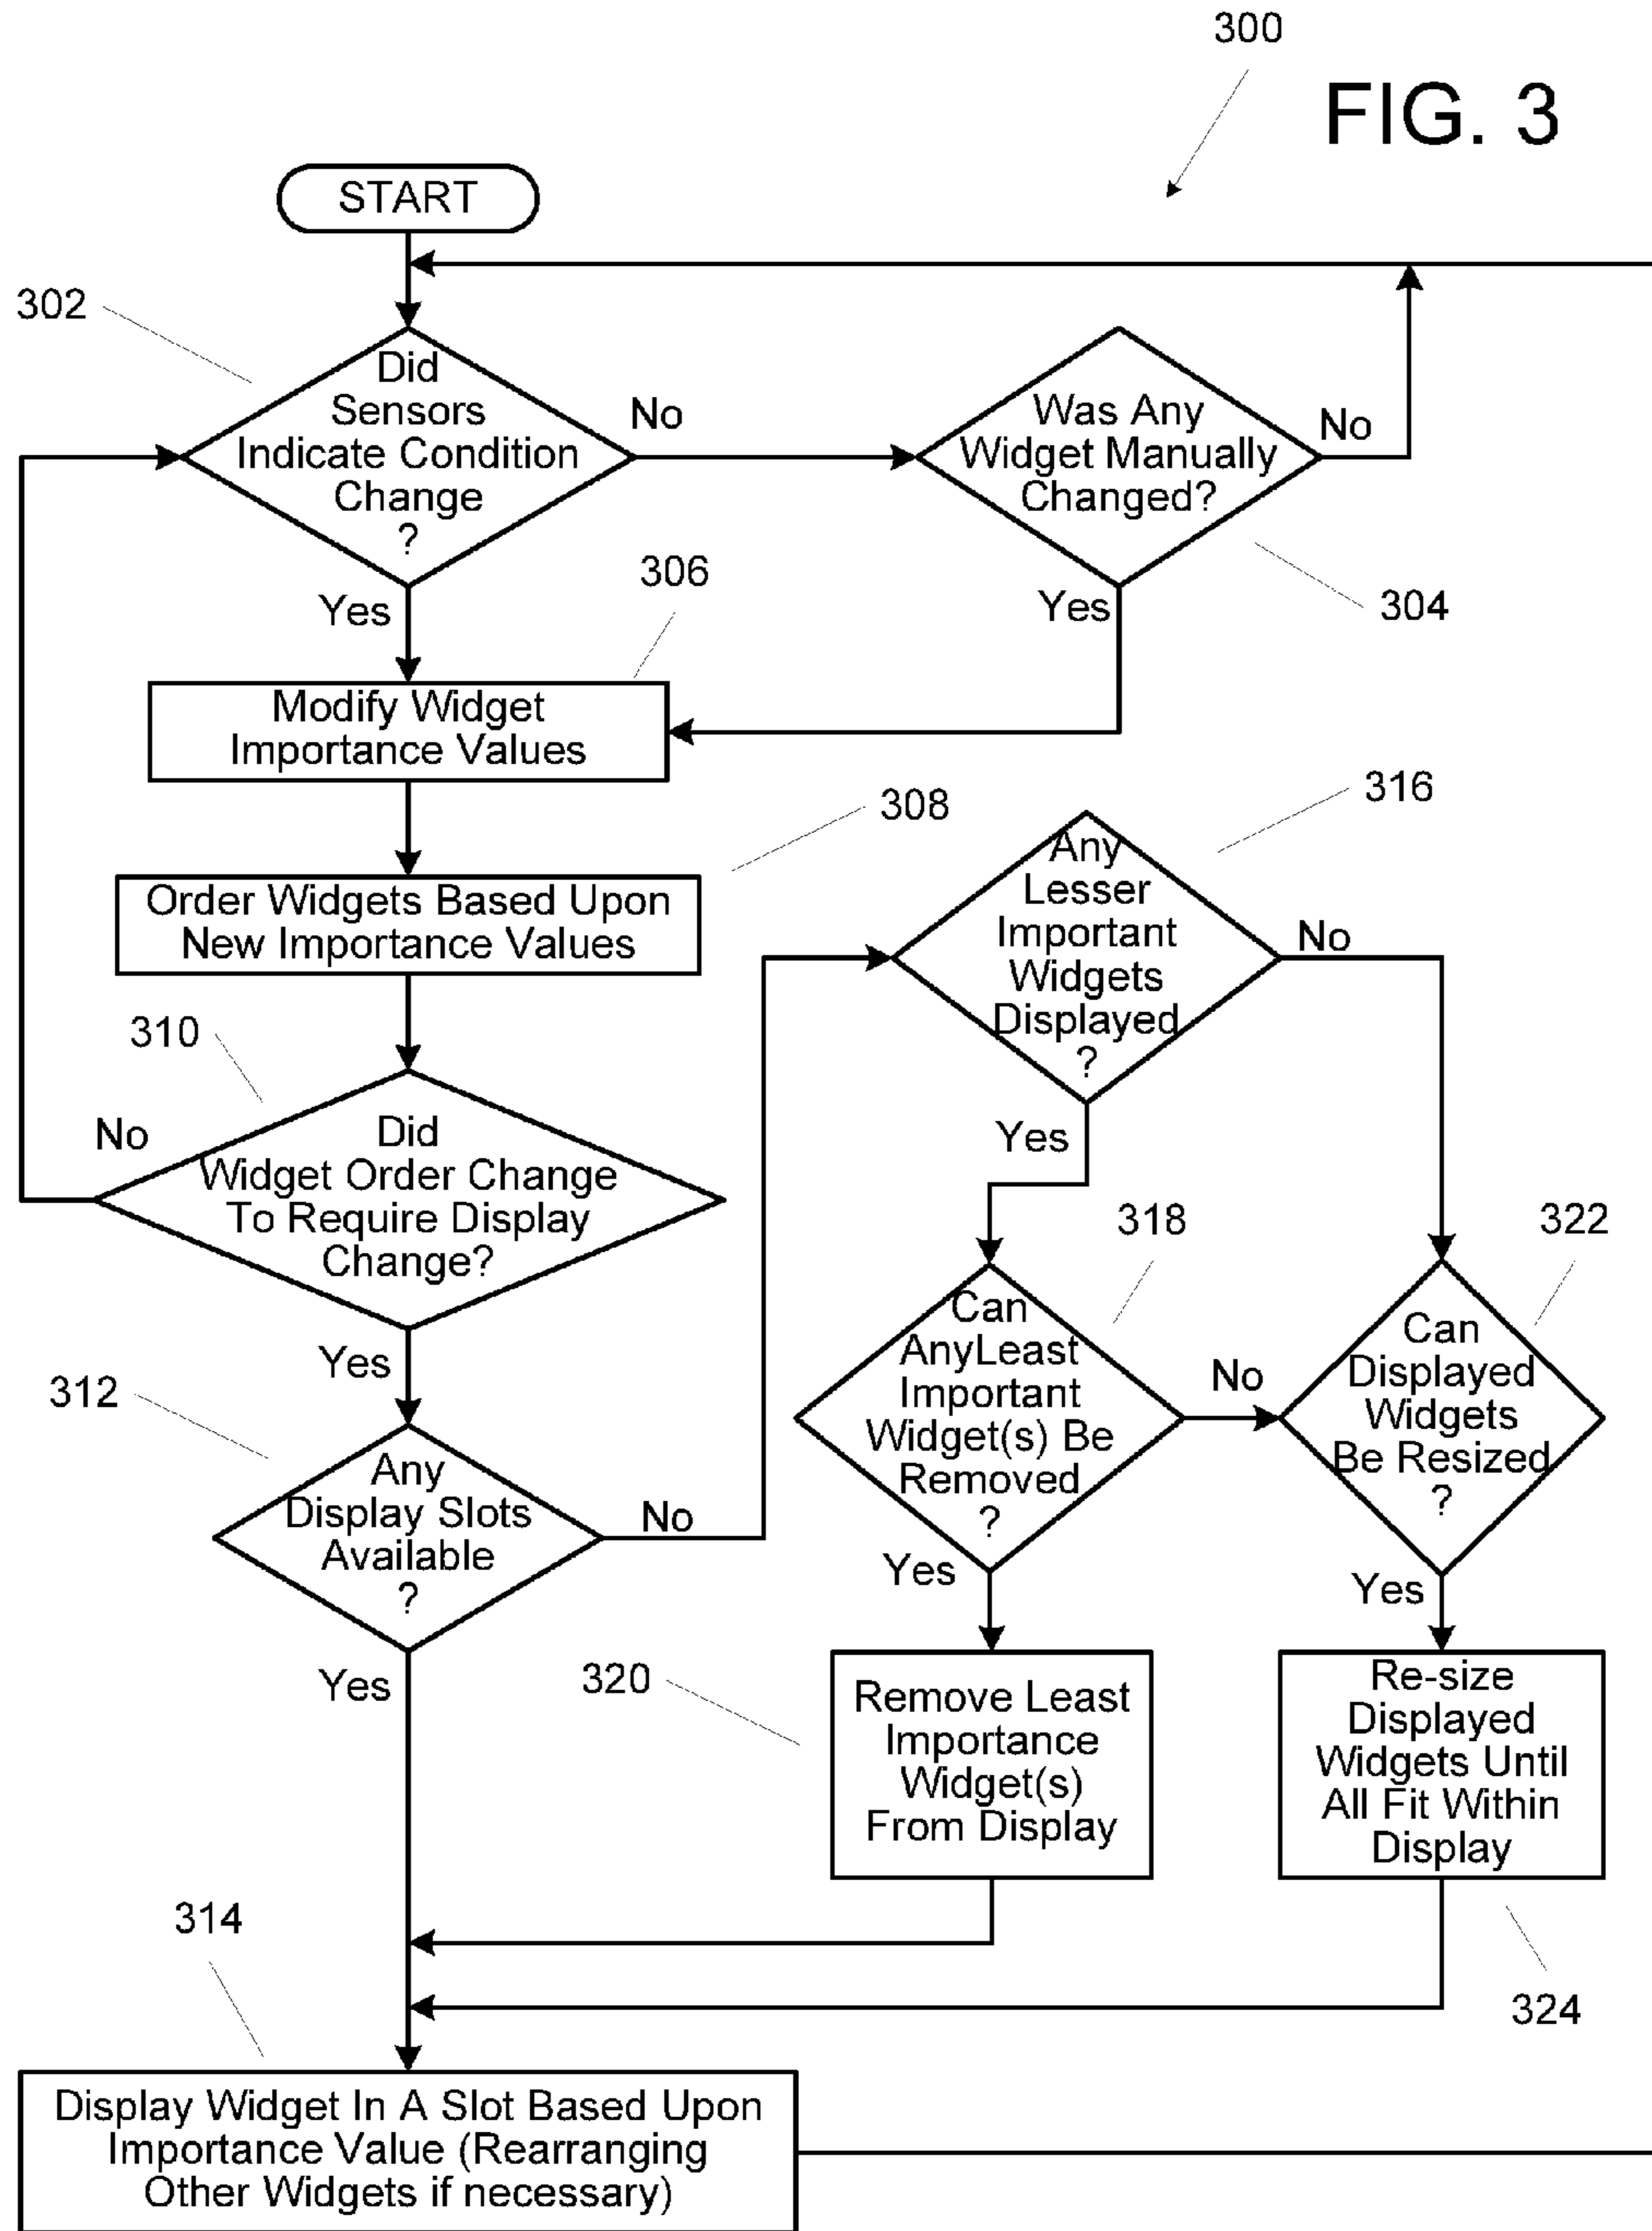 300
FIG. 3
START
302
Did
Sensors
Indicate Condition
Change
?
No
Was Any
Widget Manually
Changed?
No
304
Yes
306
Yes
Modify Widget
Importance Values
308
Order Widgets Based Upon
New Importance Values
310
No
Did
Widget Order Change
To Require Display
Change?
Yes
312
Any
Display Slots
Available
?
No
Yes
316
Any
Lesser
Important
Widgets
Displayed
?
No
Yes
318
Can
AnyLeast
Important
Widget(s) Be
Removed
?
No
Yes
322
Can
Displayed
Widgets
Be Resized
?
Yes
320
Remove Least
Importance
Widget(s)
From Display
Re-size
Displayed
Widgets Until
All Fit Within
Display
324
314
Display Widget In A Slot Based Upon
Importance Value (Rearranging
Other Widgets if necessary)